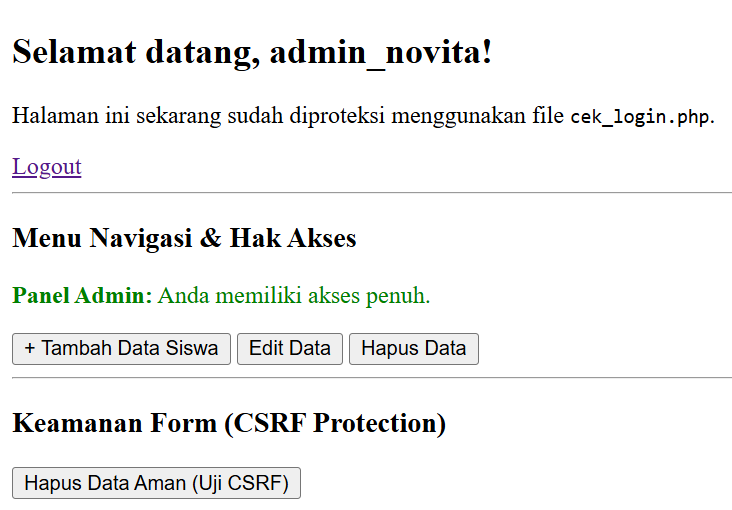 Selamat datang, admin_novita!
Halaman ini sekarang sudah diproteksi menggunakan file cek_login.php.
Logout
Menu Navigasi & Hak Akses
Panel Admin: Anda memiliki akses penuh.
+ Tambah Data Siswa Edit Data Hapus Data
Keamanan Form (CSRF Protection)
Hapus Data Aman (Uji CSRF)